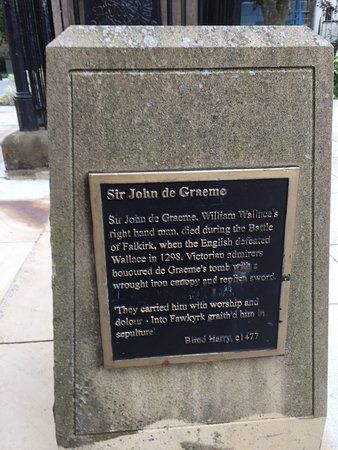 Sir John de Graeme
Sir John de Graeme, William Wallace's
right hand man, died during the Battle
of Falkirk, when the English defeated
Wallace in 1298. Victorian admirers
honoured de Graeme's tomb with a
wrought iron canopy and replica sword.
'They carried him with worship and
dolour - Into Fawkyrk graith'd him in
sepulture'
Blind Harry, c1477